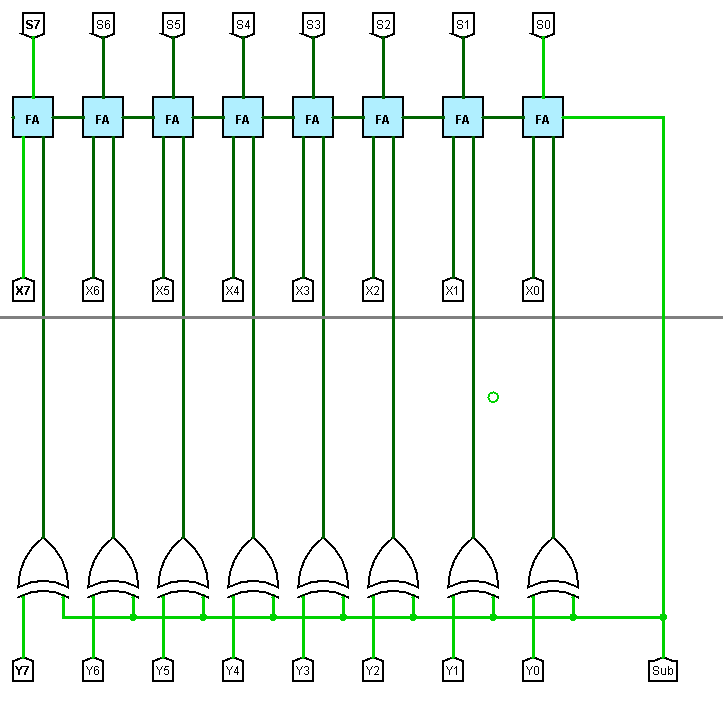 S7 S6 S5 S4 S3 S2 S1 S0
FA FA FA FA FA FA FA FA
X7 X6 X5 X4 X3 X2 X1 X0
Y7 Y6 Y5 Y4 Y3 Y2 Y1 Y0 Sub